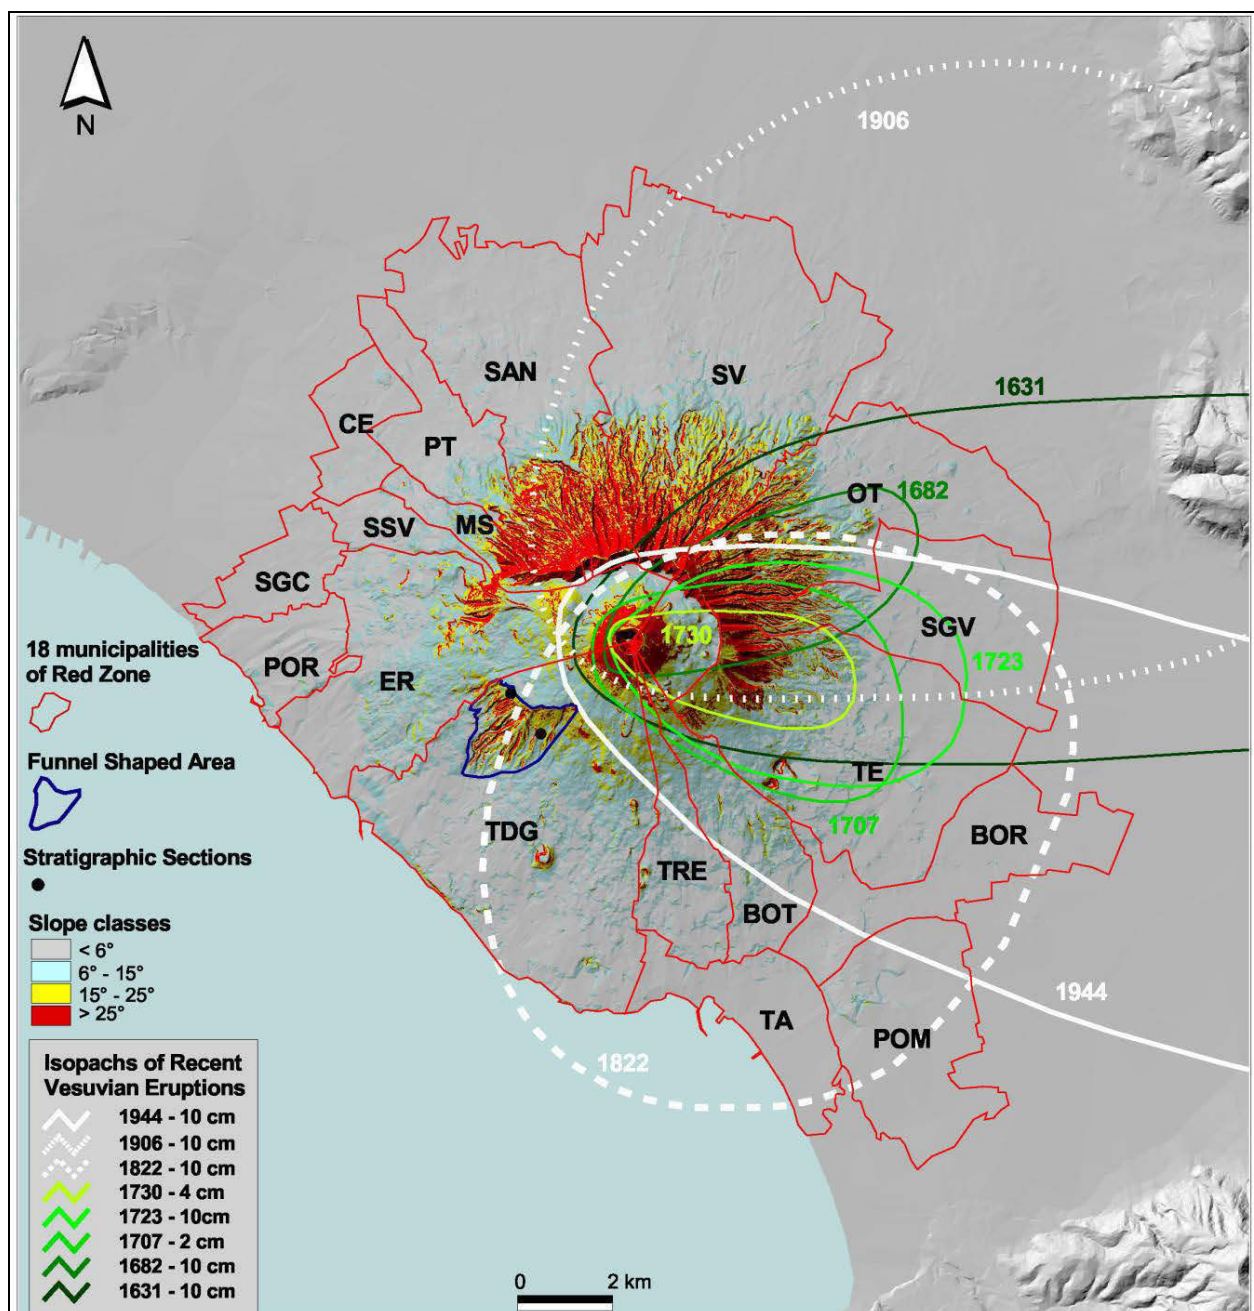 N
1906
1631
SAN
SV
CE
PT
OT
1682
MS
SSV
SGC
SGV
1730
1723
POR
ER
18 municipalities
of Red Zone
Funnel Shaped Area
TE
1707
TDG
BOR
Stratigraphic Sections
TRE
BOT
Slope classes
< 6°
6° - 15°
15° - 25°
> 25°
1944
TA
POM
1822
Isopachs of Recent
Vesuvian Eruptions
1944 - 10 cm
1906 - 10 cm
1822 - 10 cm
1730 - 4 cm
1723 - 10cm
1707 - 2 cm
1682 - 10 cm
1631 - 10 cm
0 2 km